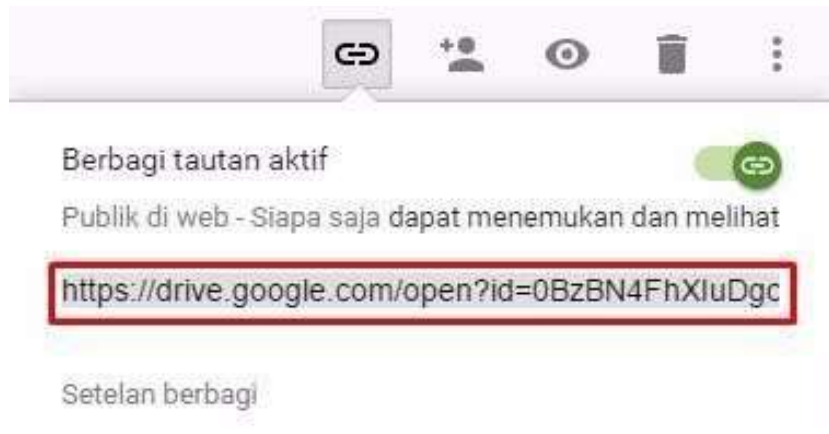 Berbagi tautan aktif
Publik di web - Siapa saja dapat menemukan dan melihat
https://drive.google.com/open?id=0BzBN4FhXIuDgc
Setelan berbagi